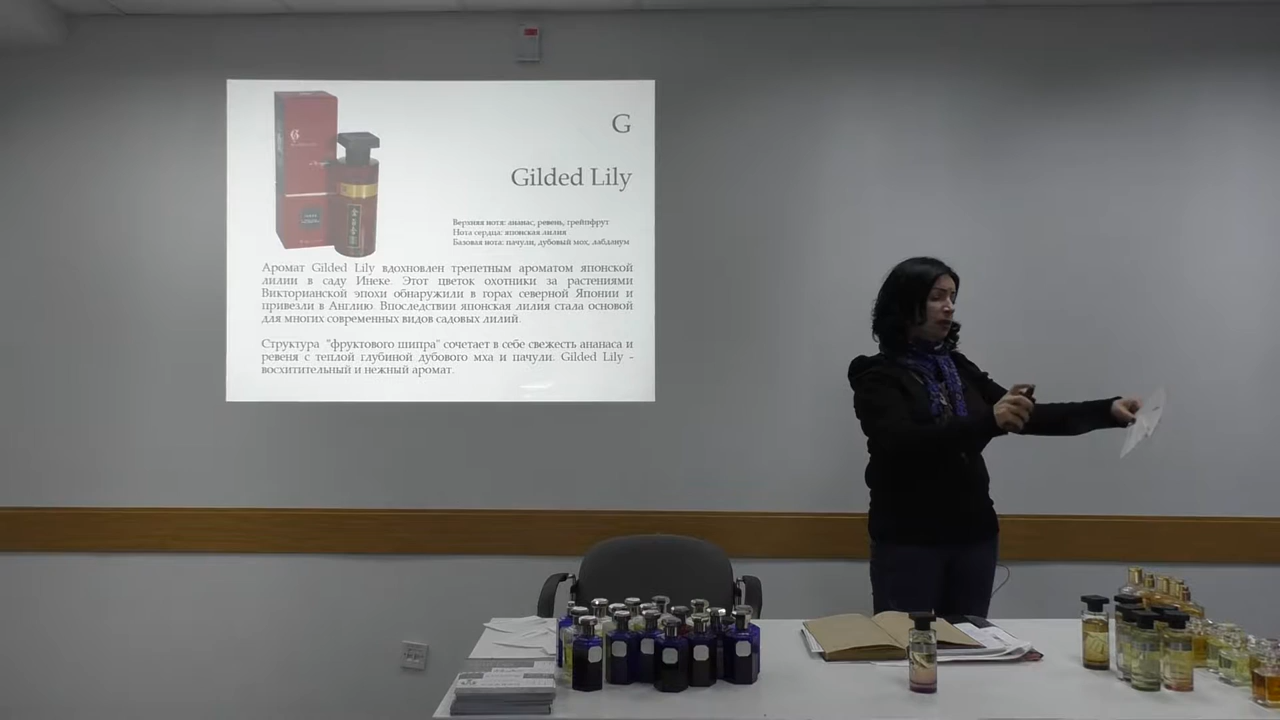 G
Gilded Lily
Верхняя нота: ананас, ревень, грейпфрут
Нота сердца: японская лилия
Базовая нота: пачули, дубовый мох, лабданум
Аромат Gilded Lily вдохновлен трепетным ароматом японской
лилии в саду Инеке. Этот цветок охотники за растениями
Викторианской эпохи обнаружили в горах северной Японии и
привезли в Англию. Впоследствии японская лилия стала основой
для многих современных видов садовых лилий.
Структура "фруктового шипра" сочетает в себе свежесть ананаса и
ревеня с теплой глубиной дубового мха и пачули. Gilded Lily -
восхитительный и нежный аромат.